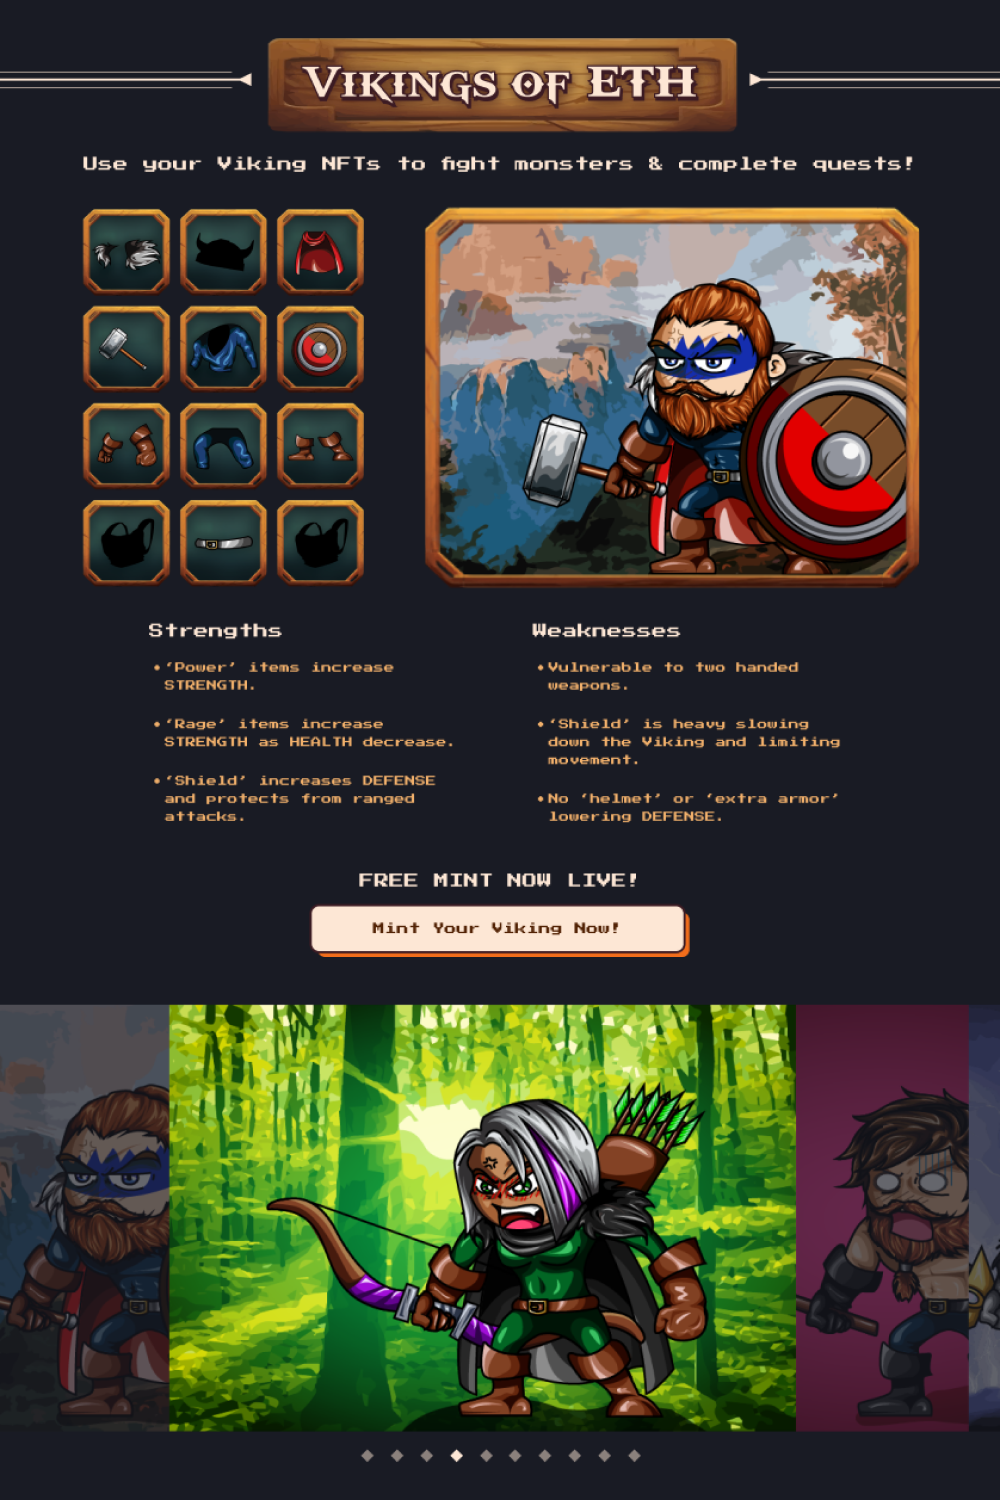 VIKINGS OF ETH
Use your Viking NFTs to fight monsters & complete quests!
Strengths
•‘Power’ items increase
STRENGTH.
•‘Rage’ items increase
STRENGTH as HEALTH decrease.
•‘Shield’ increases DEFENSE
and protects from ranged
attacks.
Weaknesses
•Vulnerable to two handed
weapons.
•‘Shield’ is heavy slowing
down the Viking and limiting
movement.
•No ‘helmet’ or ‘extra armor’
lowering DEFENSE.
FREE MINT NOW LIVE!
Mint Your Viking Now!